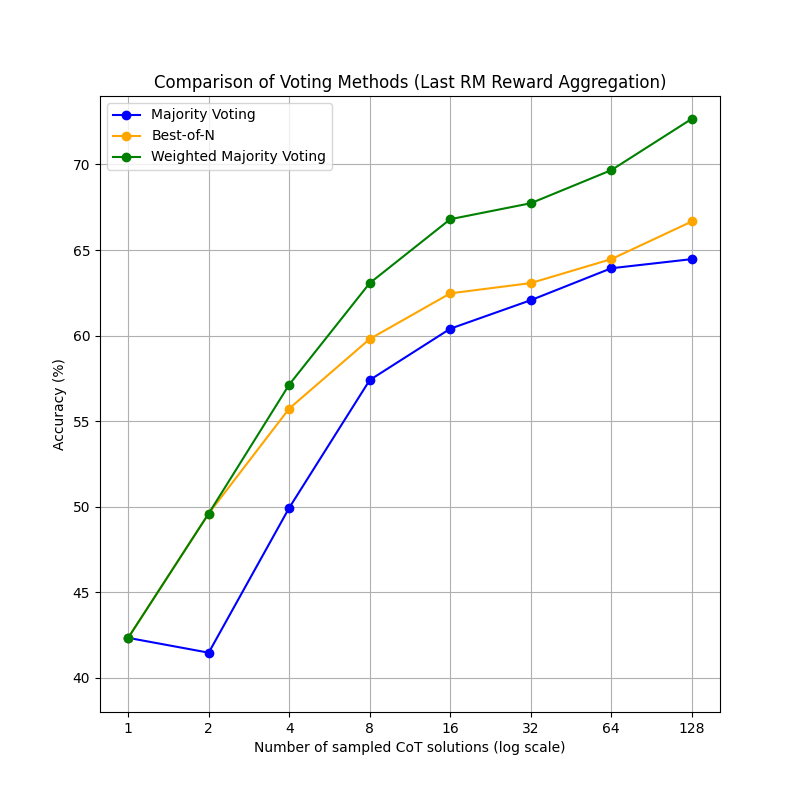 Comparison of Voting Methods (Last RM Reward Aggregation)
Majority Voting
Best-of-N
Weighted Majority Voting
Accuracy (%)
70
65
60
55
50
45
40
1 2 4 8 16 32 64 128
Number of sampled CoT solutions (log scale)